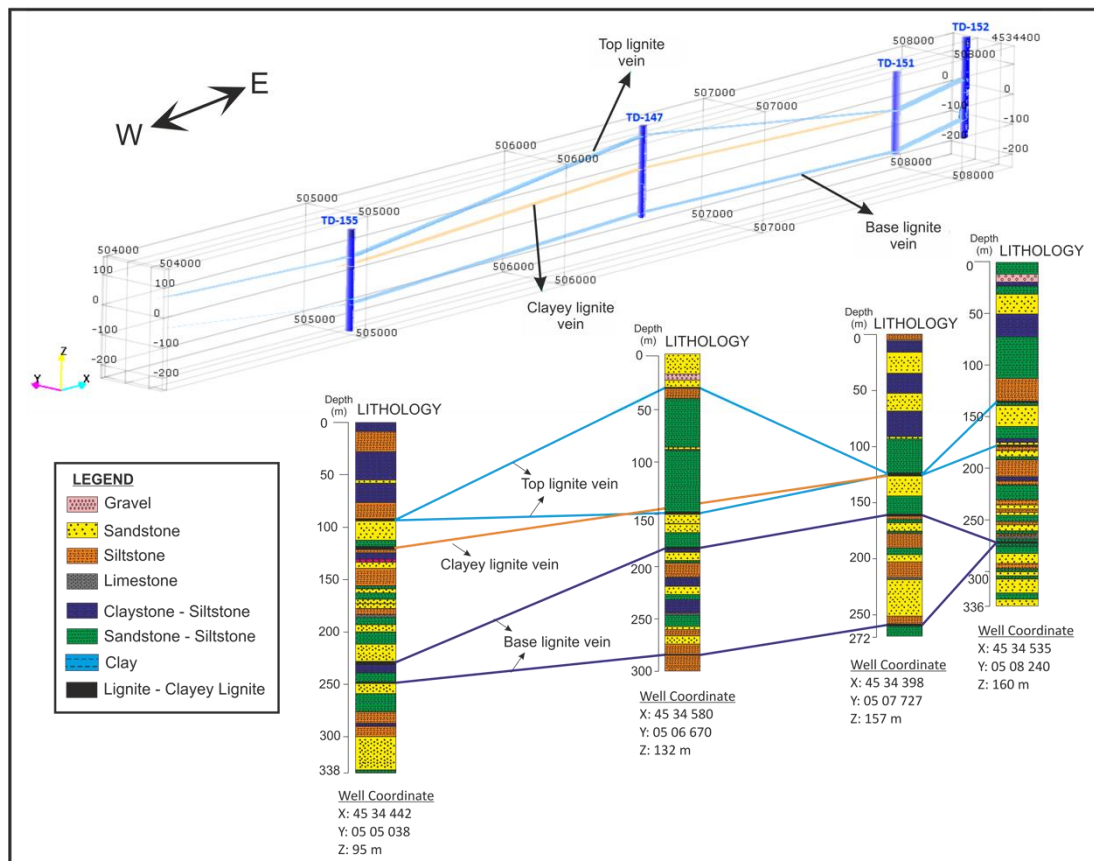 TD-152
4534400
508000
508000
TD-151
Top lignite
vein
E
W
0
0
-100
-100
-200
-200
507000
507000
TD-147
506000
506000
508000
508000
505000
505000
TD-155
Base lignite
vein
507000
507000
504000
504000
100
100
0
0
-100
-100
-200
-200
506000
506000
Clayey lignite
vein
505000
505000
Z
Y
X
Depth
(m)
LITHOLOGY
0
50
100
150
200
250
300
338
Well Coordinate
X: 45 34 442
Y: 05 05 038
Z: 95 m
Depth
(m)
LITHOLOGY
0
50
100
150
200
250
300
Well Coordinate
X: 45 34 580
Y: 05 06 670
Z: 132 m
Depth
(m)
LITHOLOGY
0
50
100
150
200
250
272
Well Coordinate
X: 45 34 398
Y: 05 07 727
Z: 157 m
Depth
(m)
LITHOLOGY
0
50
100
150
200
250
300
336
Well Coordinate
X: 45 34 535
Y: 05 08 240
Z: 160 m
Top lignite vein
Clayey lignite vein
Base lignite vein
LEGEND
Gravel
Sandstone
Siltstone
Limestone
Claystone - Siltstone
Sandstone - Siltstone
Clay
Lignite - Clayey Lignite